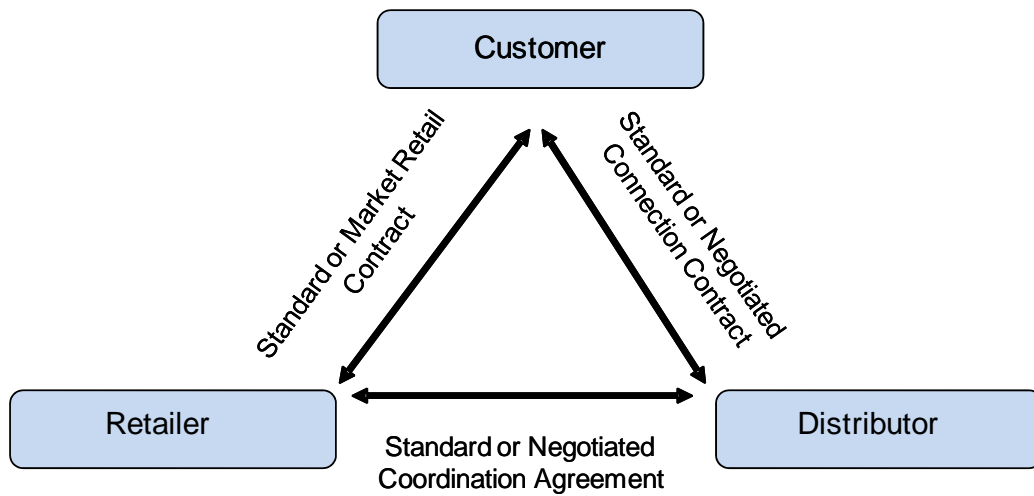 Customer
Standard or Market Retail
Contract
Standard or Negotiated
Connection Contract
Retailer
Distributor
Standard or Negotiated
Coordination Agreement